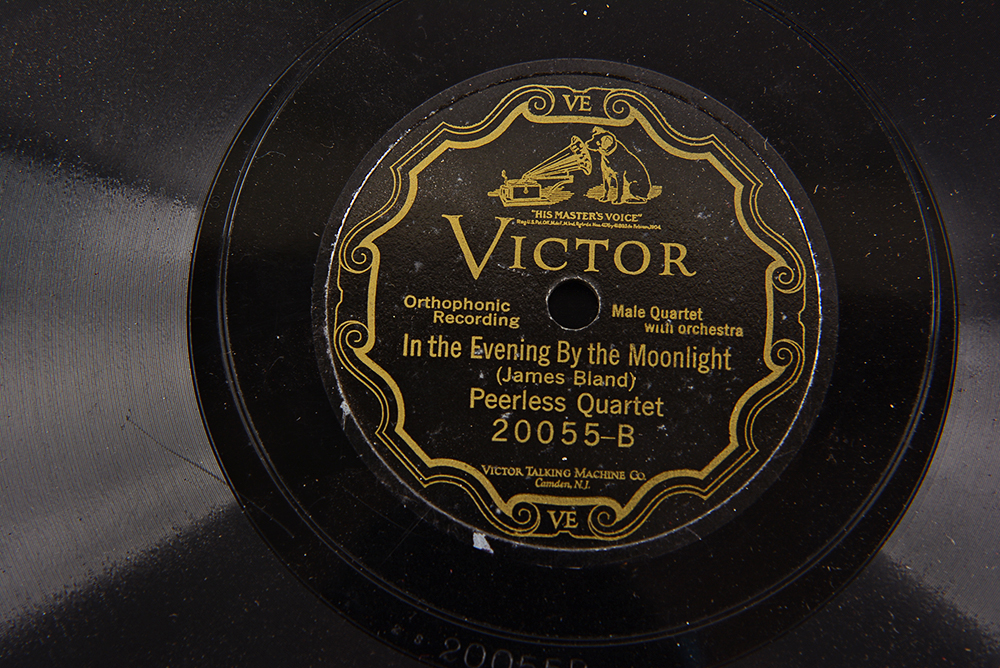 VE
"HIS MASTER'S VOICE"
VICTOR
Orthophonic
Recording
Male Quartet
with orchestra
In the Evening By the Moonlight
(James Bland)
Peerless Quartet
20055-B
VICTOR TALKING MACHINE CO.
Camden, N.J.
VE
20055B